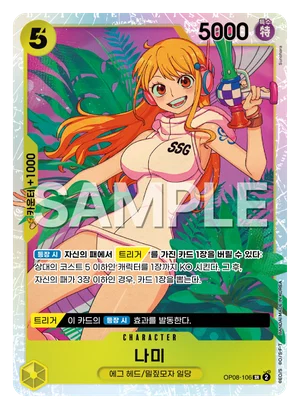 5
5000
특수
特
SSG
카운터 +1000
SAMPLE
등장 시 자신의 패에서 트리거 를 가진 카드 1장을 버릴 수 있다:
상대의 코스트 5 이하인 캐릭터를 1장까지 KO 시킨다. 그 후,
자신의 패가 3장 이하인 경우, 카드 1장을 뽑는다.
트리거 이 카드의 등장 시 효과를 발동한다.
CHARACTER
나미
에그 헤드/밀짚모자 일당
OP08-106 SR 2